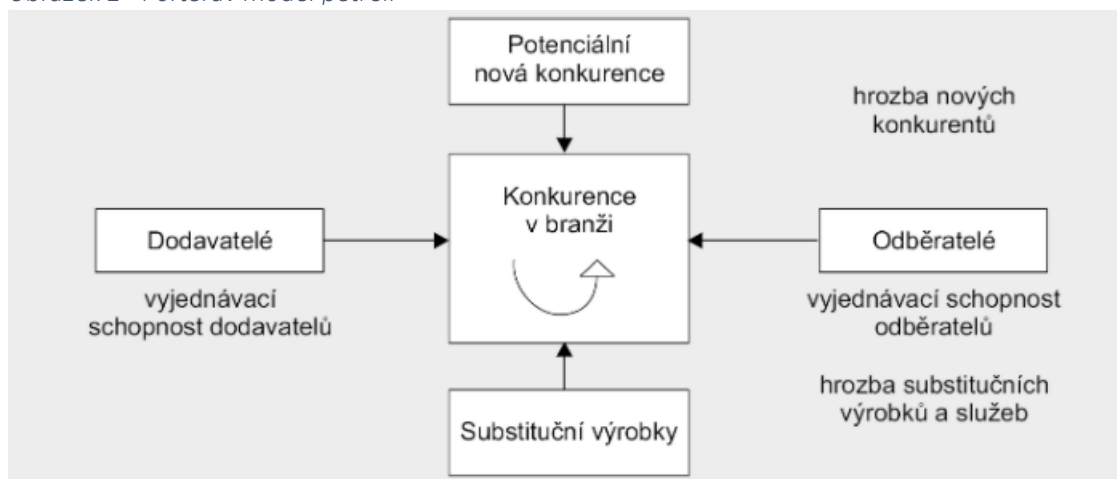 Potenciální
nová konkurence
hrozba nových
konkurentů
Konkurence
v branži
Dodavatelé
Odběratelé
vyjednávací
schopnost dodavatelů
vyjednávací schopnost
odběratelů
hrozba substitučních
výrobků a služeb
Substituční výrobky